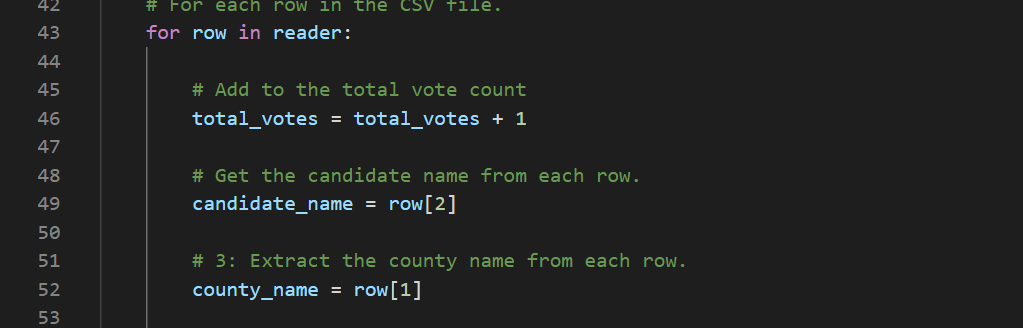 42 # For each row in the CSV file.
43 for row in reader:
44
45 # Add to the total vote count
46 total_votes = total_votes + 1
47
48 # Get the candidate name from each row.
49 candidate_name = row[2]
50
51 # 3: Extract the county name from each row.
52 county_name = row[1]
53